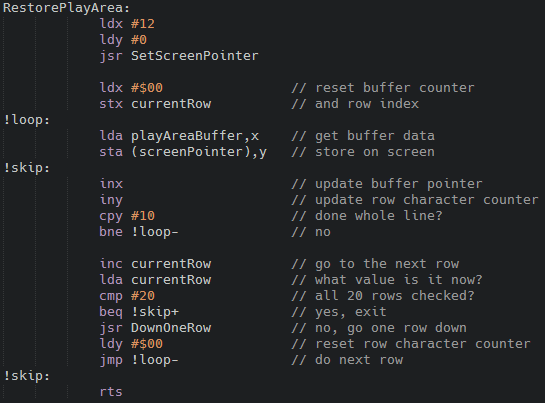 RestorePlayArea:
ldx #12
ldy #0
jsr SetScreenPointer
ldx #$00 // reset buffer counter
stx currentRow // and row index
!loop:
lda playAreaBuffer,x // get buffer data
sta (screenPointer),y // store on screen
!skip:
inx // update buffer pointer
iny // update row character counter
cpy #10 // done whole line?
bne !loop- // no
inc currentRow // go to the next row
lda currentRow // what value is it now?
cmp #20 // all 20 rows checked?
beq !skip+ // yes, exit
jsr DownOneRow // no, go one row down
ldy #$00 // reset row character counter
jmp !loop- // do next row
!skip:
rts